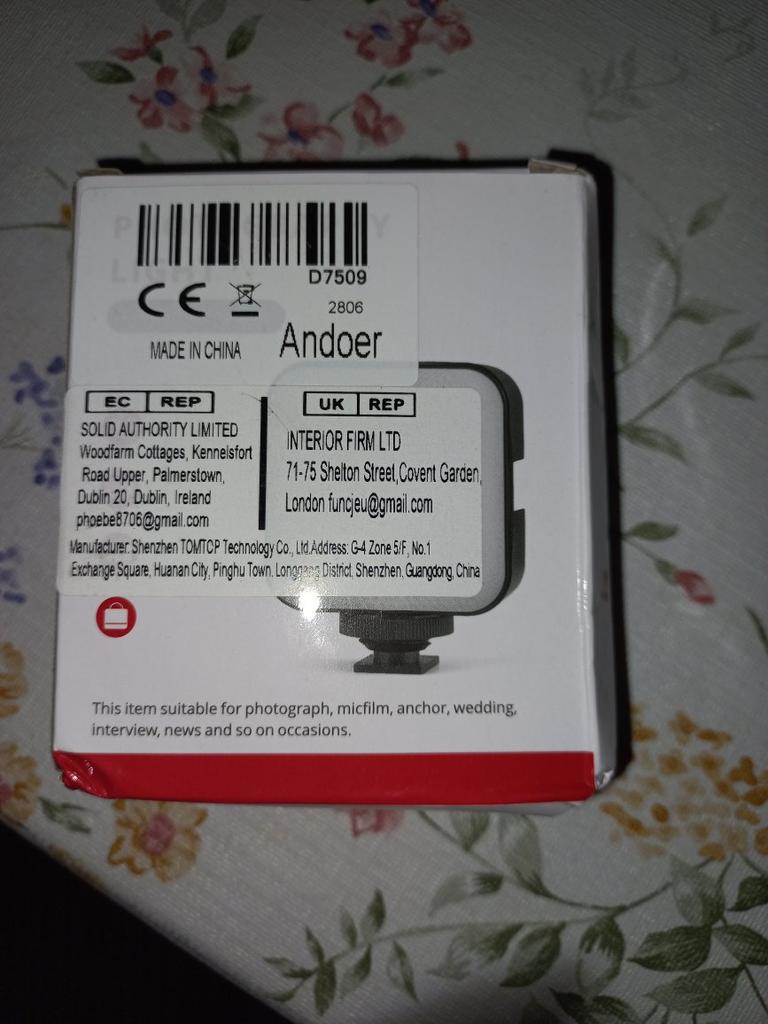 D7509
CE
2806
MADE IN CHINA
Andoer
EC REP
SOLID AUTHORITY LIMITED
Woodfarm Cottages, Kennelsfort
Road Upper, Palmerstown,
Dublin 20, Dublin, Ireland
phoebe8706@gmail.com
UK REP
INTERIOR FIRM LTD
71-75 Shelton Street,Covent Garden,
London funcjeu@gmail.com
Manufacturer: Shenzhen TOMTOP Technology Co., Ltd.Address: G-4 Zone 5/F, No.1
Exchange Square, Huanan City, Pinghu Town, Longgang District, Shenzhen, Guangdong, China
This item suitable for photograph, micfilm, anchor, wedding,
interview, news and so on occasions.